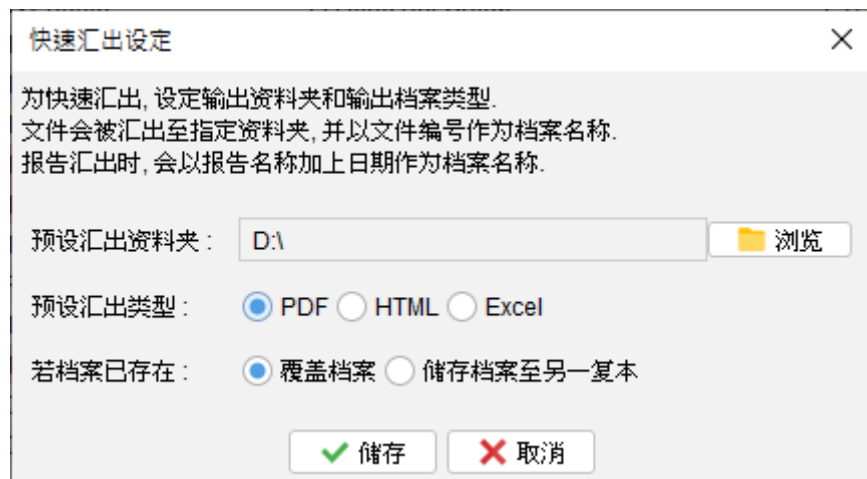 快速汇出设定
为快速汇出, 设定输出资料夹和输出档案类型.
文件会被汇出至指定资料夹, 并以文件编号作为档案名称.
报告汇出时, 会以报告名称加上日期作为档案名称.
预设汇出资料夹 : D:\ 浏览
预设汇出类型 : PDF HTML Excel
若档案已存在 : 覆盖档案 储存档案至另一复本
储存 取消